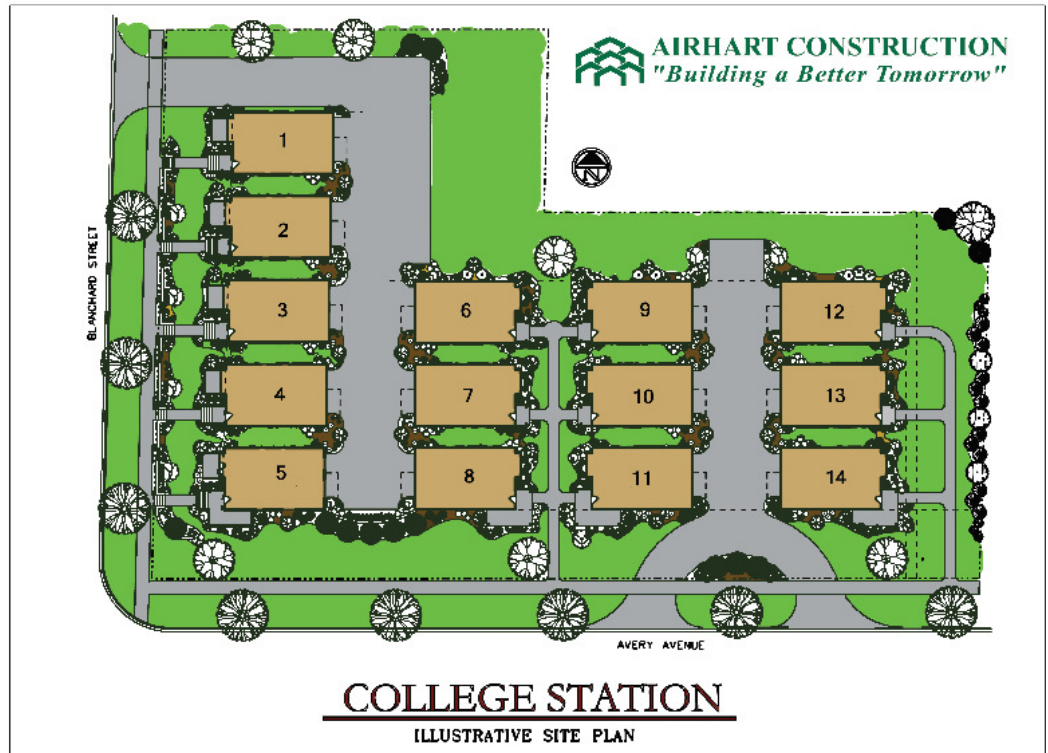 AIRHART CONSTRUCTION
"Building a Better Tomorrow"
N
1
2
3
4
5
6
7
8
9
10
11
12
13
14
BLANCHARD STREET
AVERY AVENUE
COLLEGE STATION
ILLUSTRATIVE SITE PLAN